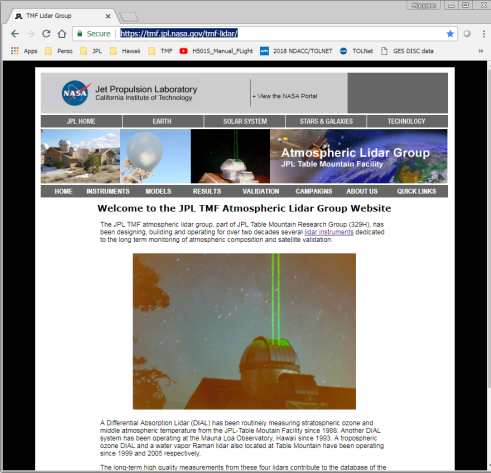 TMF Lidar Group
Secure
https://tmf.jpl.nasa.gov/tmf-lidar/
Apps Perso JPL Hawaii TMF H501S_Manual_FLight 2018 NDACC/TOLNET TOLNet GES DISC data
NASA
Jet Propulsion Laboratory
California Institute of Technology
+ View the NASA Portal
JPL HOME EARTH SOLAR SYSTEM STARS & GALAXIES TECHNOLOGY
Atmospheric Lidar Group
JPL Table Mountain Facility
HOME INSTRUMENTS MODELS RESULTS VALIDATION CAMPAIGNS ABOUT US QUICK LINKS
Welcome to the JPL TMF Atmospheric Lidar Group Website
The JPL TMF atmospheric lidar group, part of JPL Table Mountain Research Group (329H), has
been designing, building and operating for over two decades several lidar instruments dedicated
to the long term monitoring of atmospheric composition and satellite validation.
A Differential Absorption Lidar (DIAL) has been routinely measuring stratospheric ozone and
middle atmospheric temperature from the JPL-Table Moutain Facility since 1988. Another DIAL
system has been operating at the Mauna Loa Observatory, Hawaii since 1993. A tropospheric
ozone DIAL and a water vapor Raman lidar also located at Table Mountain have been operating
since 1999 and 2005 respectively.
The long-term high quality measurements from these four lidars contribute to the database of the